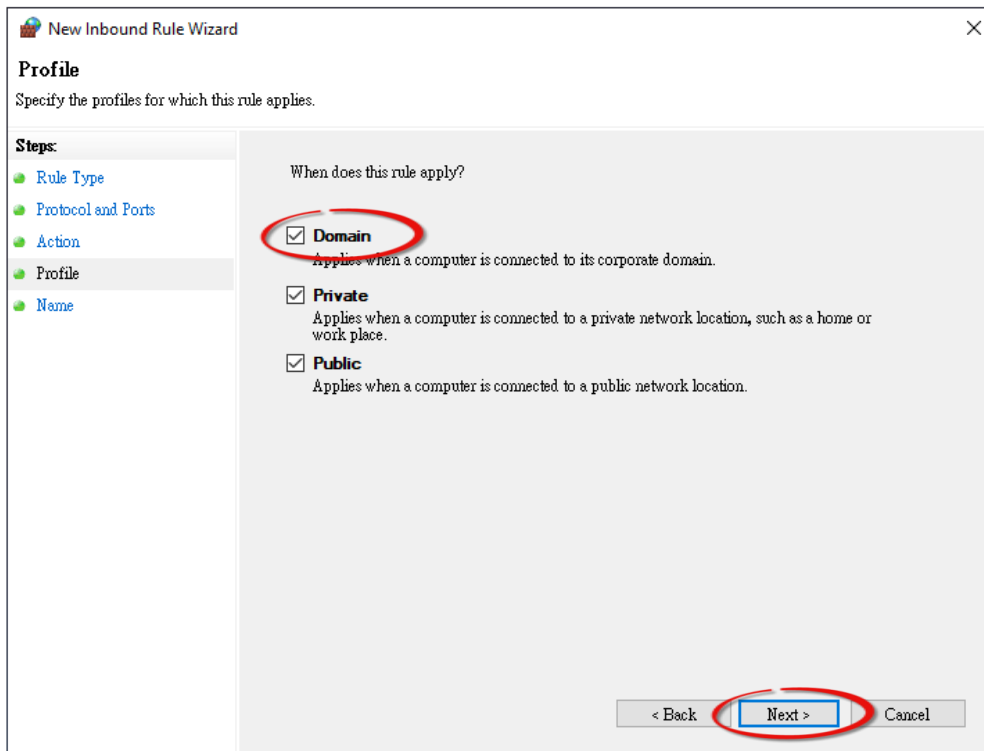 New Inbound Rule Wizard
Profile
Specify the profiles for which this rule applies.
Steps:
Rule Type
Protocol and Ports
Action
Profile
Name
When does this rule apply?
Domain
Applies when a computer is connected to its corporate domain.
Private
Applies when a computer is connected to a private network location, such as a home or
work place.
Public
Applies when a computer is connected to a public network location.
< Back
Next >
Cancel